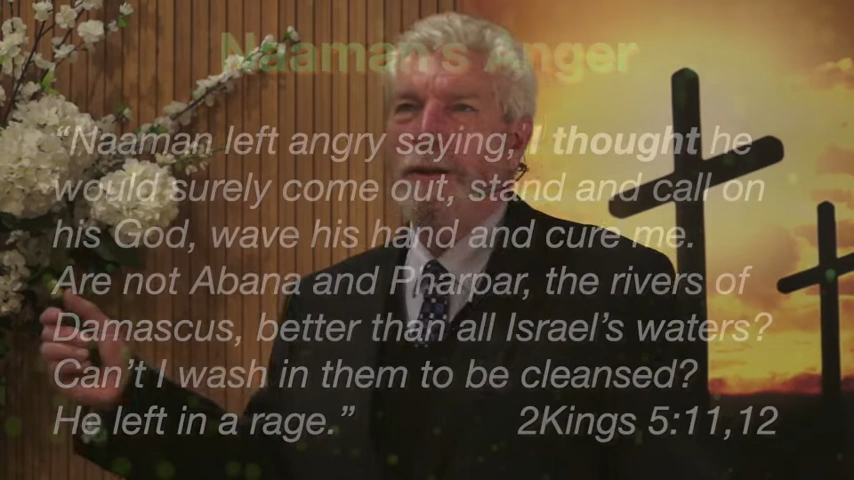 Naaman's Anger
“Naaman left angry saying, I thought he
would surely come out, stand and call on
his God, wave his hand and cure me.
Are not Abana and Pharpar, the rivers of
Damascus, better than all Israel’s waters?
Can’t I wash in them to be cleansed?
He left in a rage.” 2Kings 5:11,12